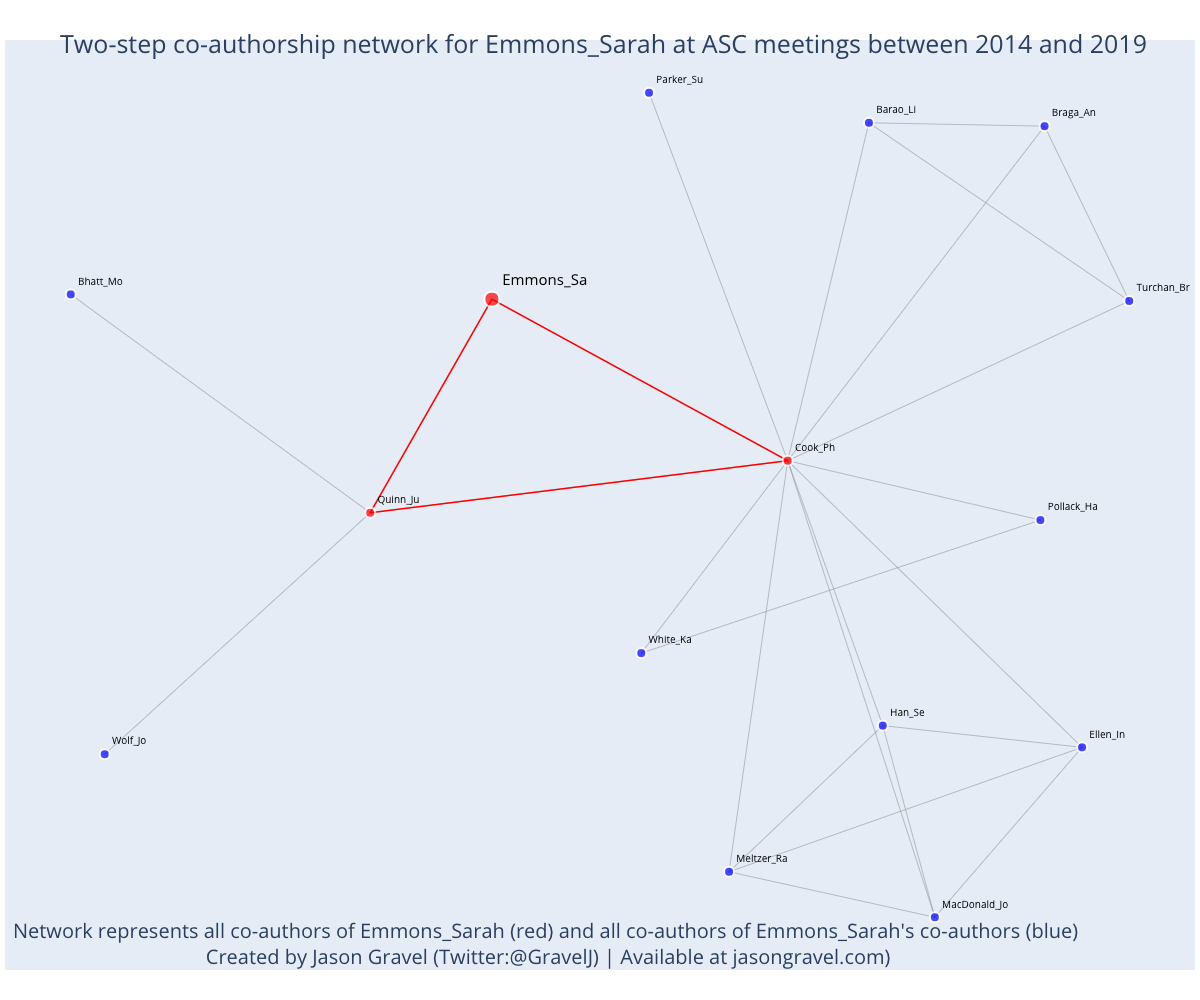 Two-step co-authorship network for Emmons_Sarah at ASC meetings between 2014 and 2019
Parker_Su
Barao_Li
Braga_An
Bhatt_Mo
Emmons_Sa
Turchan_Br
Cook_Ph
Quinn_Ju
Pollack_Ha
White_Ka
Han_Se
Ellen_In
Wolf_Jo
Meltzer_Ra
MacDonald_Jo
Network represents all co-authors of Emmons_Sarah (red) and all co-authors of Emmons_Sarah's co-authors (blue)
Created by Jason Gravel (Twitter:@GravelJ) | Available at jasongravel.com)